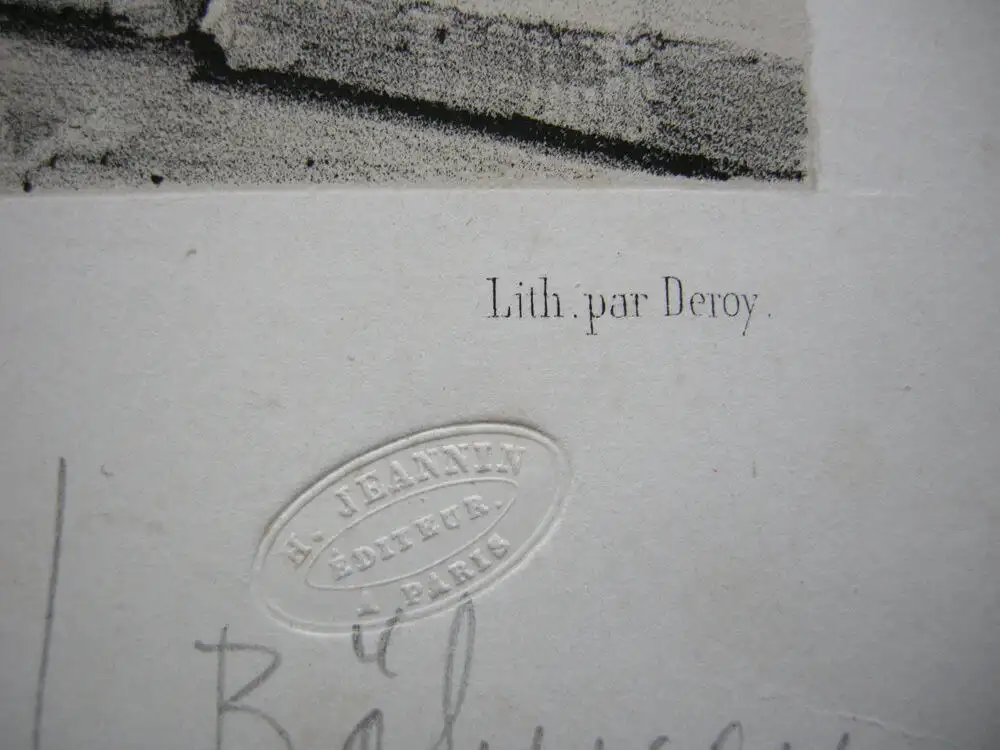 Lith. par Deroy.
H. JEANNIN
ÉDITEUR.
A PARIS